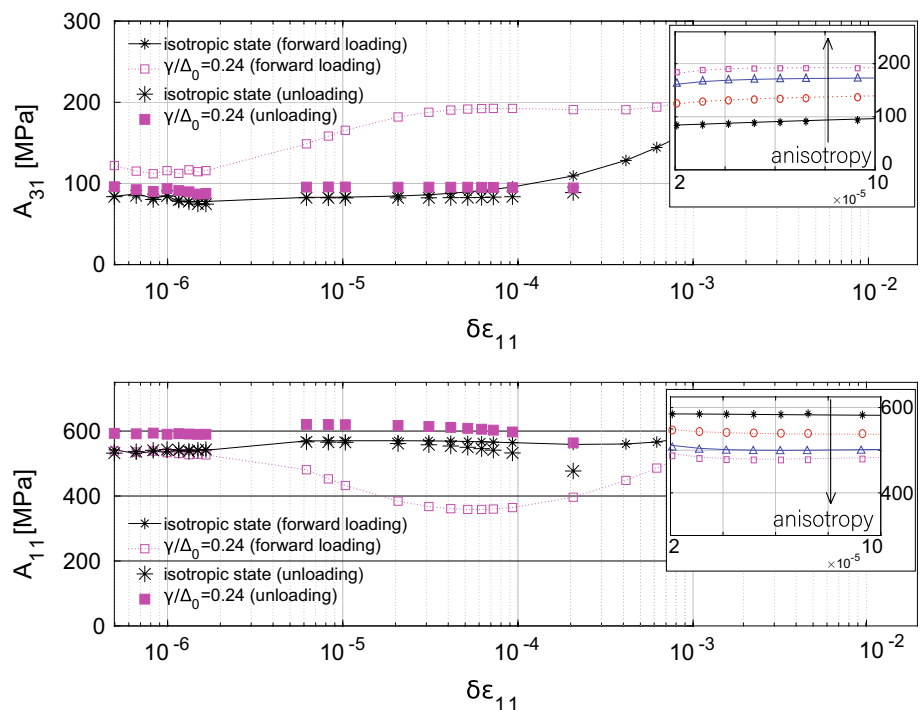 300
200
100
0
A31 [MPa]
isotropic state (forward loading)
γ/Δ0=0.24 (forward loading)
isotropic state (unloading)
γ/Δ0=0.24 (unloading)
200
100
0
anisotropy
2 10
×10-5
10-6 10-5 10-4 10-3 10-2
δε11
600
400
200
0
A11 [MPa]
isotropic state (forward loading)
γ/Δ0=0.24 (forward loading)
isotropic state (unloading)
γ/Δ0=0.24 (unloading)
600
400
anisotropy
2 10
×10-5
10-6 10-5 10-4 10-3 10-2
δε11